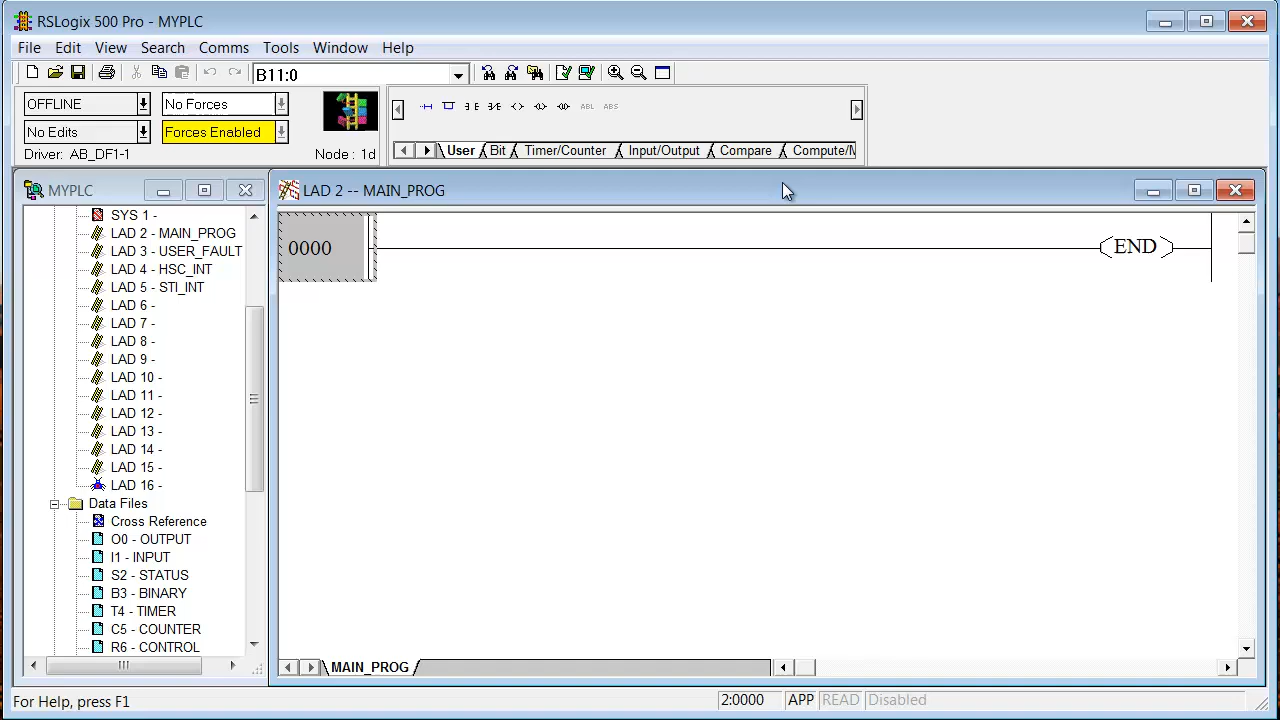 RSLogix 500 Pro - MYPLC
File Edit View Search Comms Tools Window Help
B11:0
OFFLINE No Forces
No Edits Forces Enabled
Driver: AB_DF1-1 Node : 1d
ABL ABS
User Bit Timer/Counter Input/Output Compare Compute/M
MYPLC
SYS 1 -
LAD 2 - MAIN_PROG
LAD 3 - USER_FAULT
LAD 4 - HSC_INT
LAD 5 - STI_INT
LAD 6 -
LAD 7 -
LAD 8 -
LAD 9 -
LAD 10 -
LAD 11 -
LAD 12 -
LAD 13 -
LAD 14 -
LAD 15 -
LAD 16 -
Data Files
Cross Reference
O0 - OUTPUT
I1 - INPUT
S2 - STATUS
B3 - BINARY
T4 - TIMER
C5 - COUNTER
R6 - CONTROL
LAD 2 -- MAIN_PROG
0000 END
MAIN_PROG
For Help, press F1 2:0000 APP READ Disabled